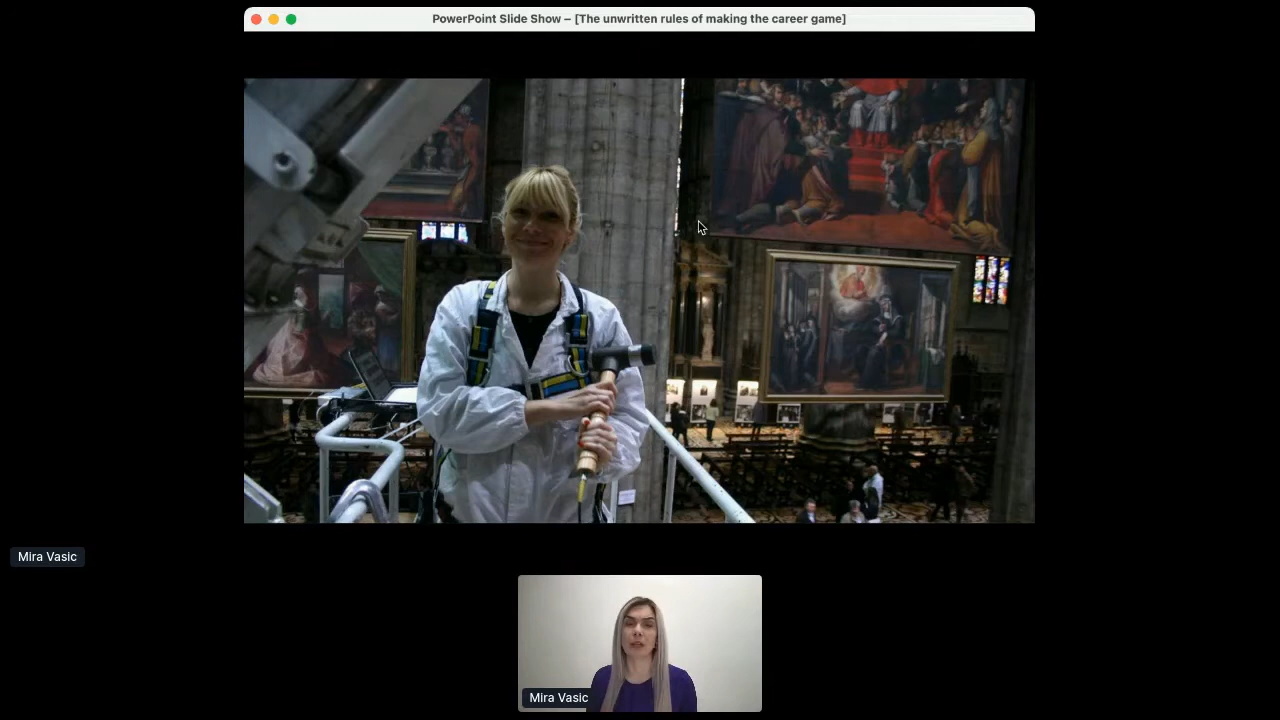 PowerPoint Slide Show – [The unwritten rules of making the career game]
Mira Vasic
Mira Vasic